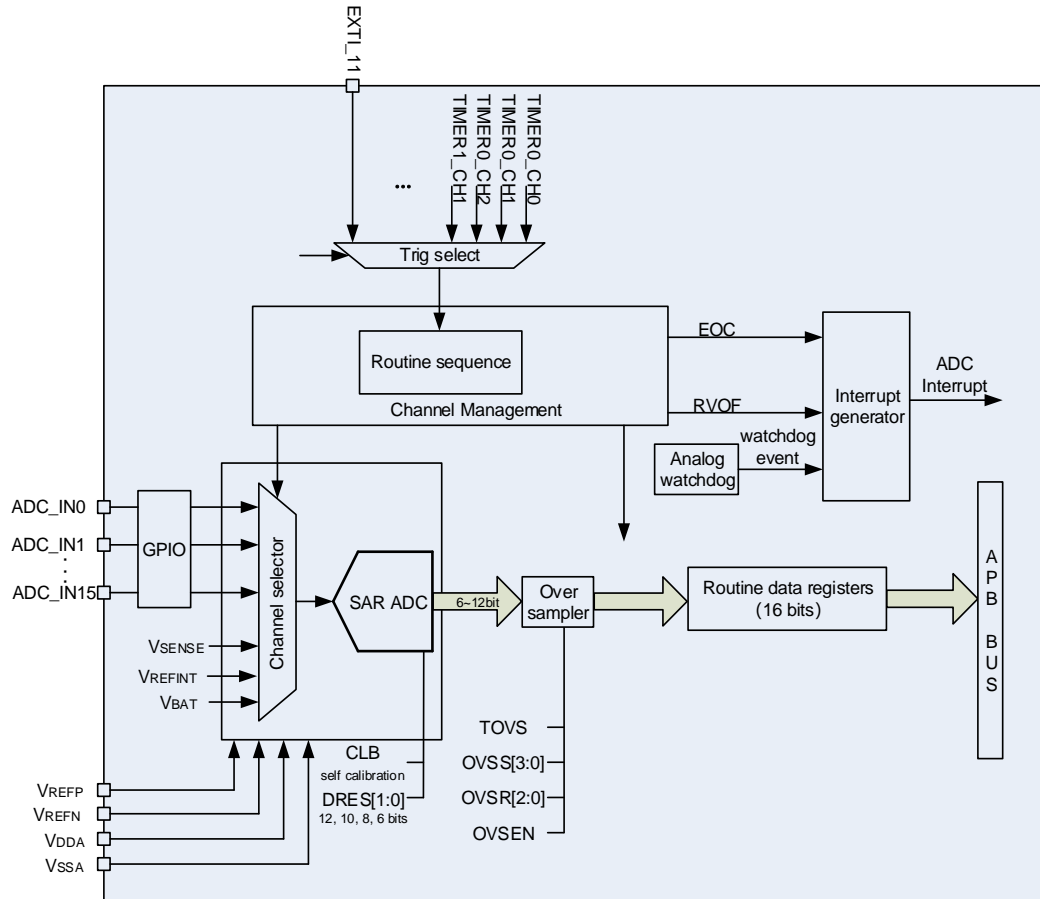 EXTI_11
TIMER1_CH1
TIMER0_CH2
TIMER0_CH1
TIMER0_CH0
...
Trig select
Routine sequence
Channel Management
EOC
RVOF
Interrupt
generator
ADC
Interrupt
Analog
watchdog
watchdog
event
ADC_IN0
ADC_IN1
ADC_IN15
GPIO
VSENSE
VREFINT
VBAT
Channel selector
SAR ADC
6~12bit
Over
sampler
Routine data registers
(16 bits)
APB BUS
CLB
self calibration
DRES[1:0]
12, 10, 8, 6 bits
TOVS
OVSS[3:0]
OVSR[2:0]
OVSEN
VREFP
VREFN
VDDA
VSSA